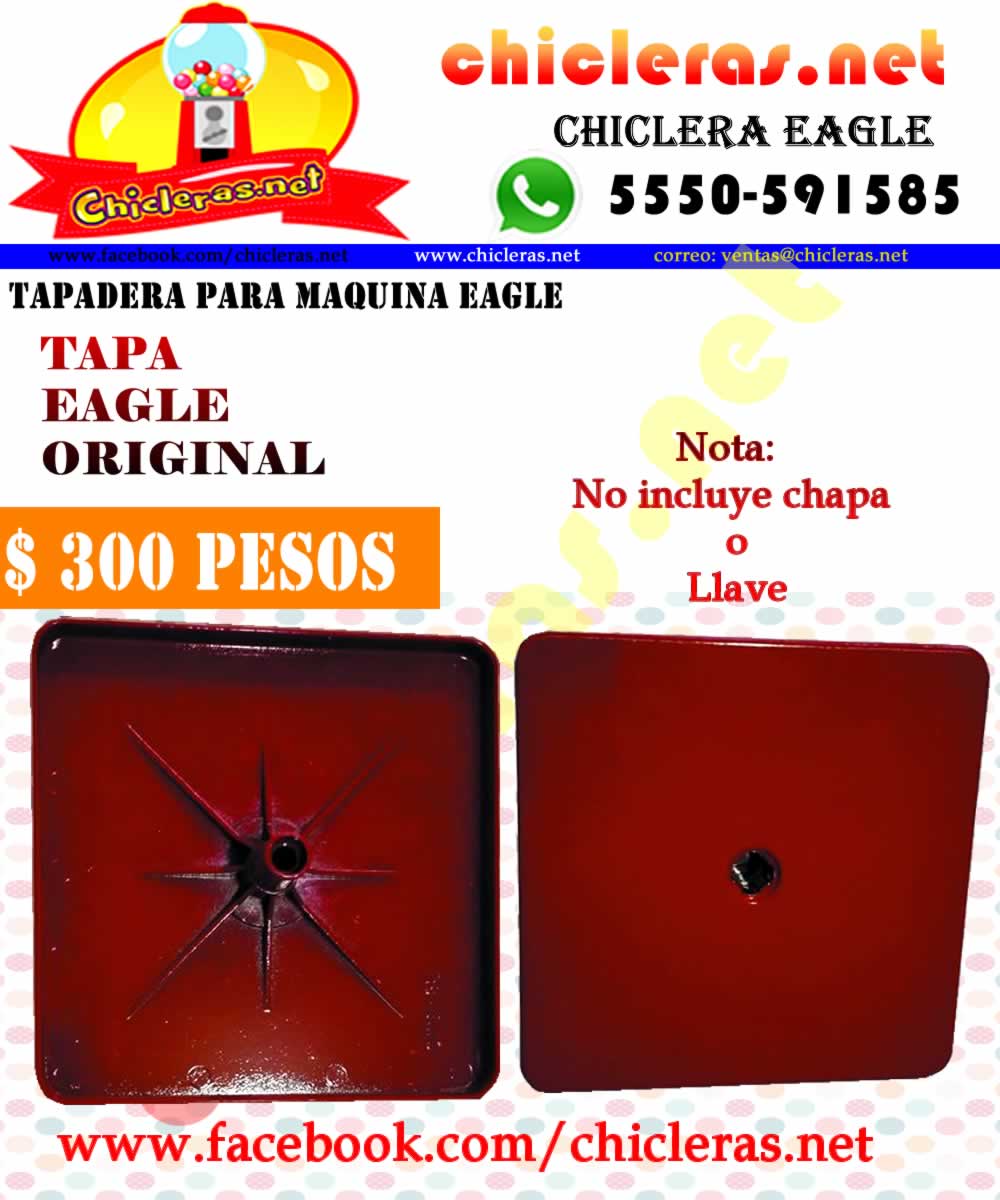 chicleras.net
CHICLERA EAGLE
5550-591585
Chicleras.net
www.facebook.com/chicleras.net www.chicleras.net correo: ventas@chicleras.net
TAPADERA PARA MAQUINA EAGLE
TAPA
EAGLE
ORIGINAL
Nota:
No incluye chapa
o
Llave
$ 300 PESOS
www.facebook.com/chicleras.net